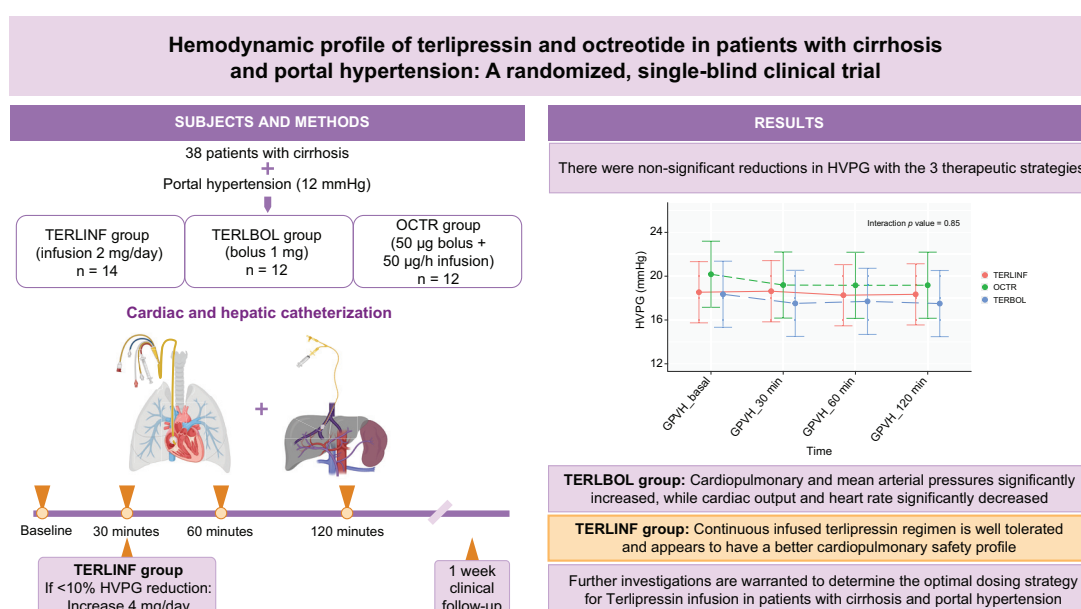 Hemodynamic profile of terlipressin and octreotide in patients with cirrhosis
and portal hypertension: A randomized, single-blind clinical trial
SUBJECTS AND METHODS
38 patients with cirrhosis
+
Portal hypertension (12 mmHg)
TERLINF group
(infusion 2 mg/day)
n = 14
TERLBOL group
(bolus 1 mg)
n = 12
OCTR group
(50 µg bolus +
50 µg/h infusion)
n = 12
Cardiac and hepatic catheterization
+
Baseline
30 minutes
60 minutes
120 minutes
TERLINF group
If <10% HVPG reduction:
Increase 4 mg/day
1 week
clinical
follow-up
RESULTS
There were non-significant reductions in HVPG with the 3 therapeutic strategies
Interaction p value = 0.85
HVPG (mmHg)
24
20
16
12
GPVH_basal
GPVH_30 min
GPVH_60 min
GPVH_120 min
Time
TERLINF
OCTR
TERBOL
TERLBOL group: Cardiopulmonary and mean arterial pressures significantly
increased, while cardiac output and heart rate significantly decreased
TERLINF group: Continuous infused terlipressin regimen is well tolerated
and appears to have a better cardiopulmonary safety profile
Further investigations are warranted to determine the optimal dosing strategy
for Terlipressin infusion in patients with cirrhosis and portal hypertension